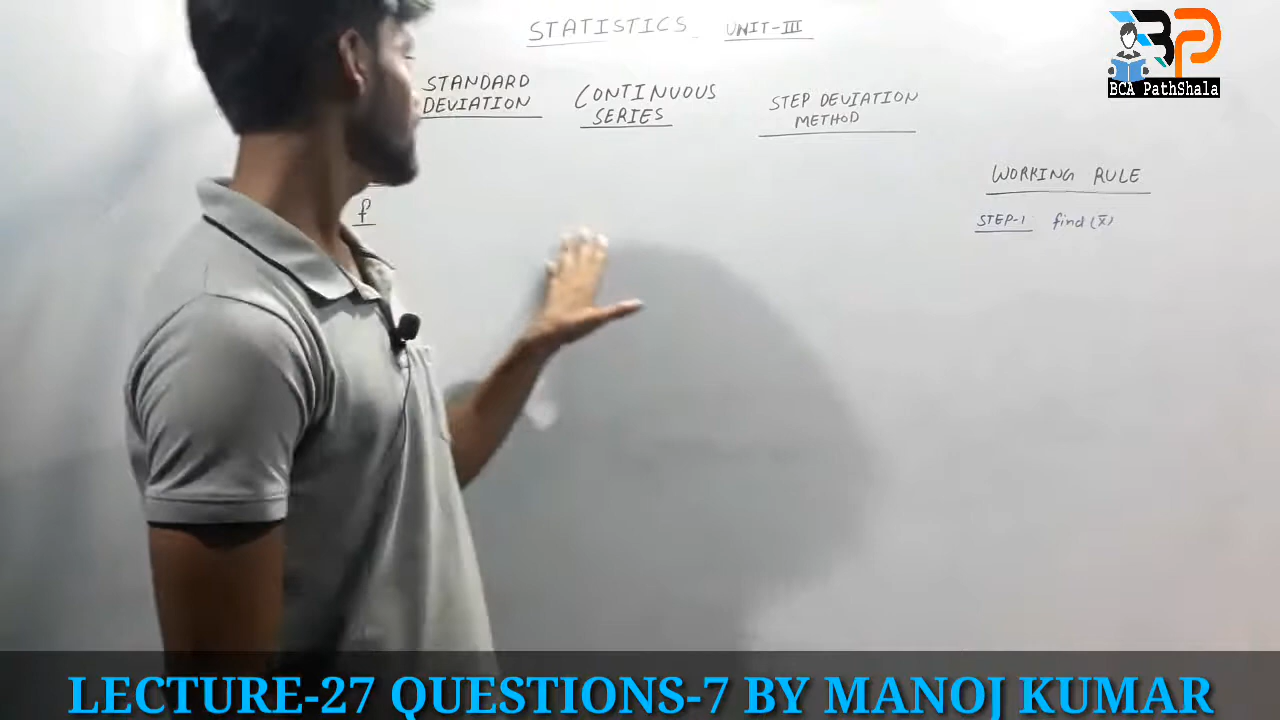 STATISTICS UNIT-III
STANDARD
DEVIATION
CONTINUOUS
SERIES
STEP DEVIATION
METHOD
BCA PathShala
WORKING RULE
STEP-1 find (x̅)
f
LECTURE-27 QUESTIONS-7 BY MANOJ KUMAR